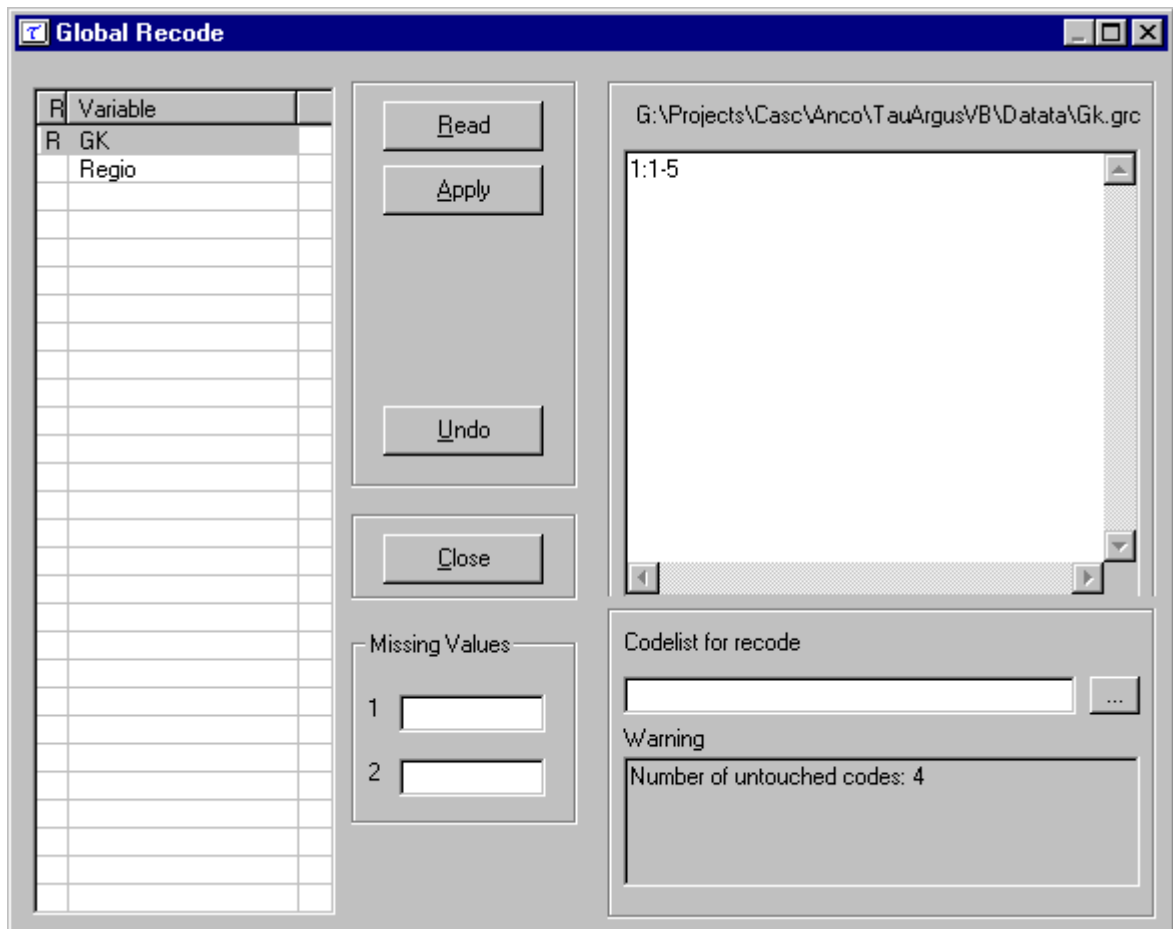 Global Recode
R Variable
R GK
Regio
Read
Apply
Undo
Close
Missing Values
1
2
G:\Projects\Casc\Anco\TauArgusVB\Datata\Gk.grc
1:1-5
Codelist for recode
...
Warning
Number of untouched codes: 4